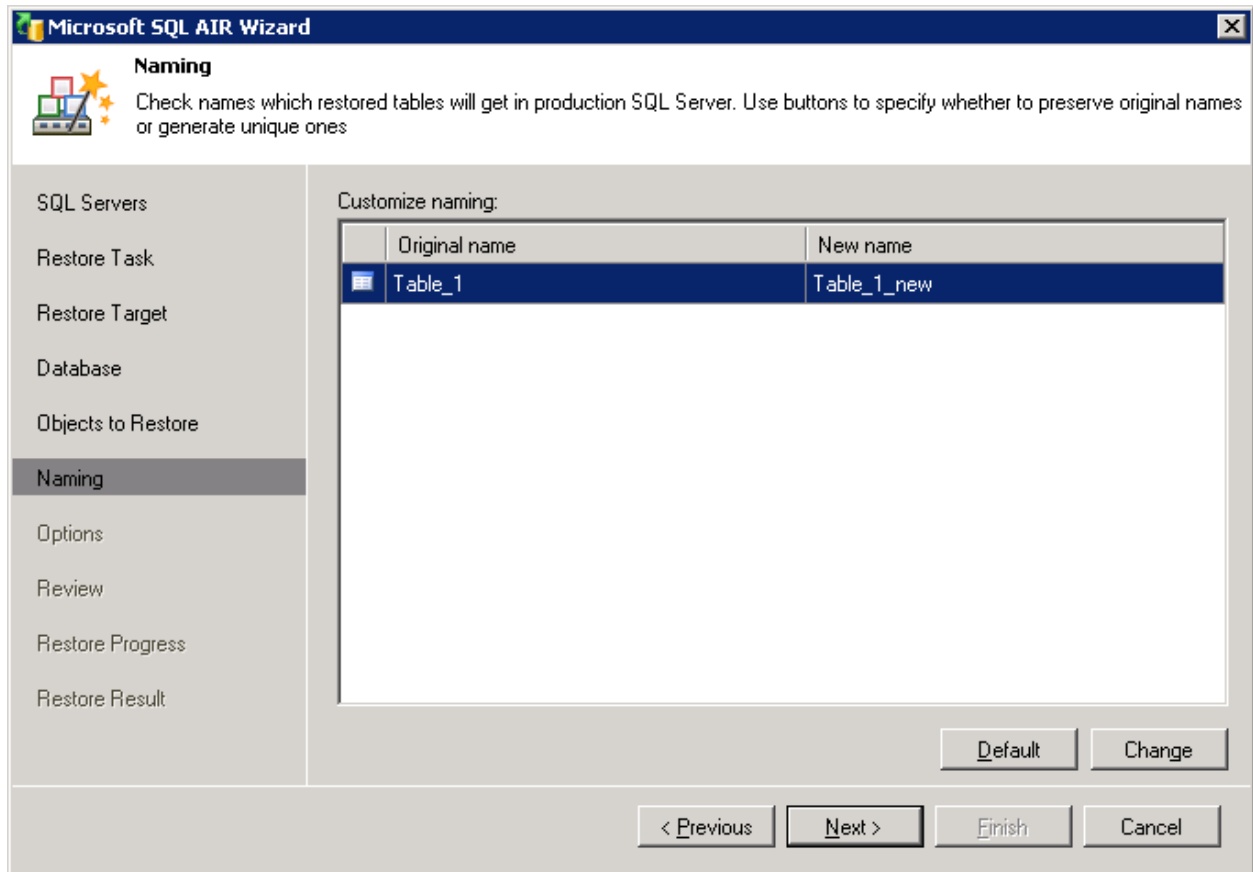 Microsoft SQL AIR Wizard
Naming
Check names which restored tables will get in production SQL Server. Use buttons to specify whether to preserve original names
or generate unique ones
SQL Servers
Restore Task
Restore Target
Database
Objects to Restore
Naming
Options
Review
Restore Progress
Restore Result
Customize naming:
Original name New name
Table_1 Table_1_new
Default Change
< Previous Next > Finish Cancel